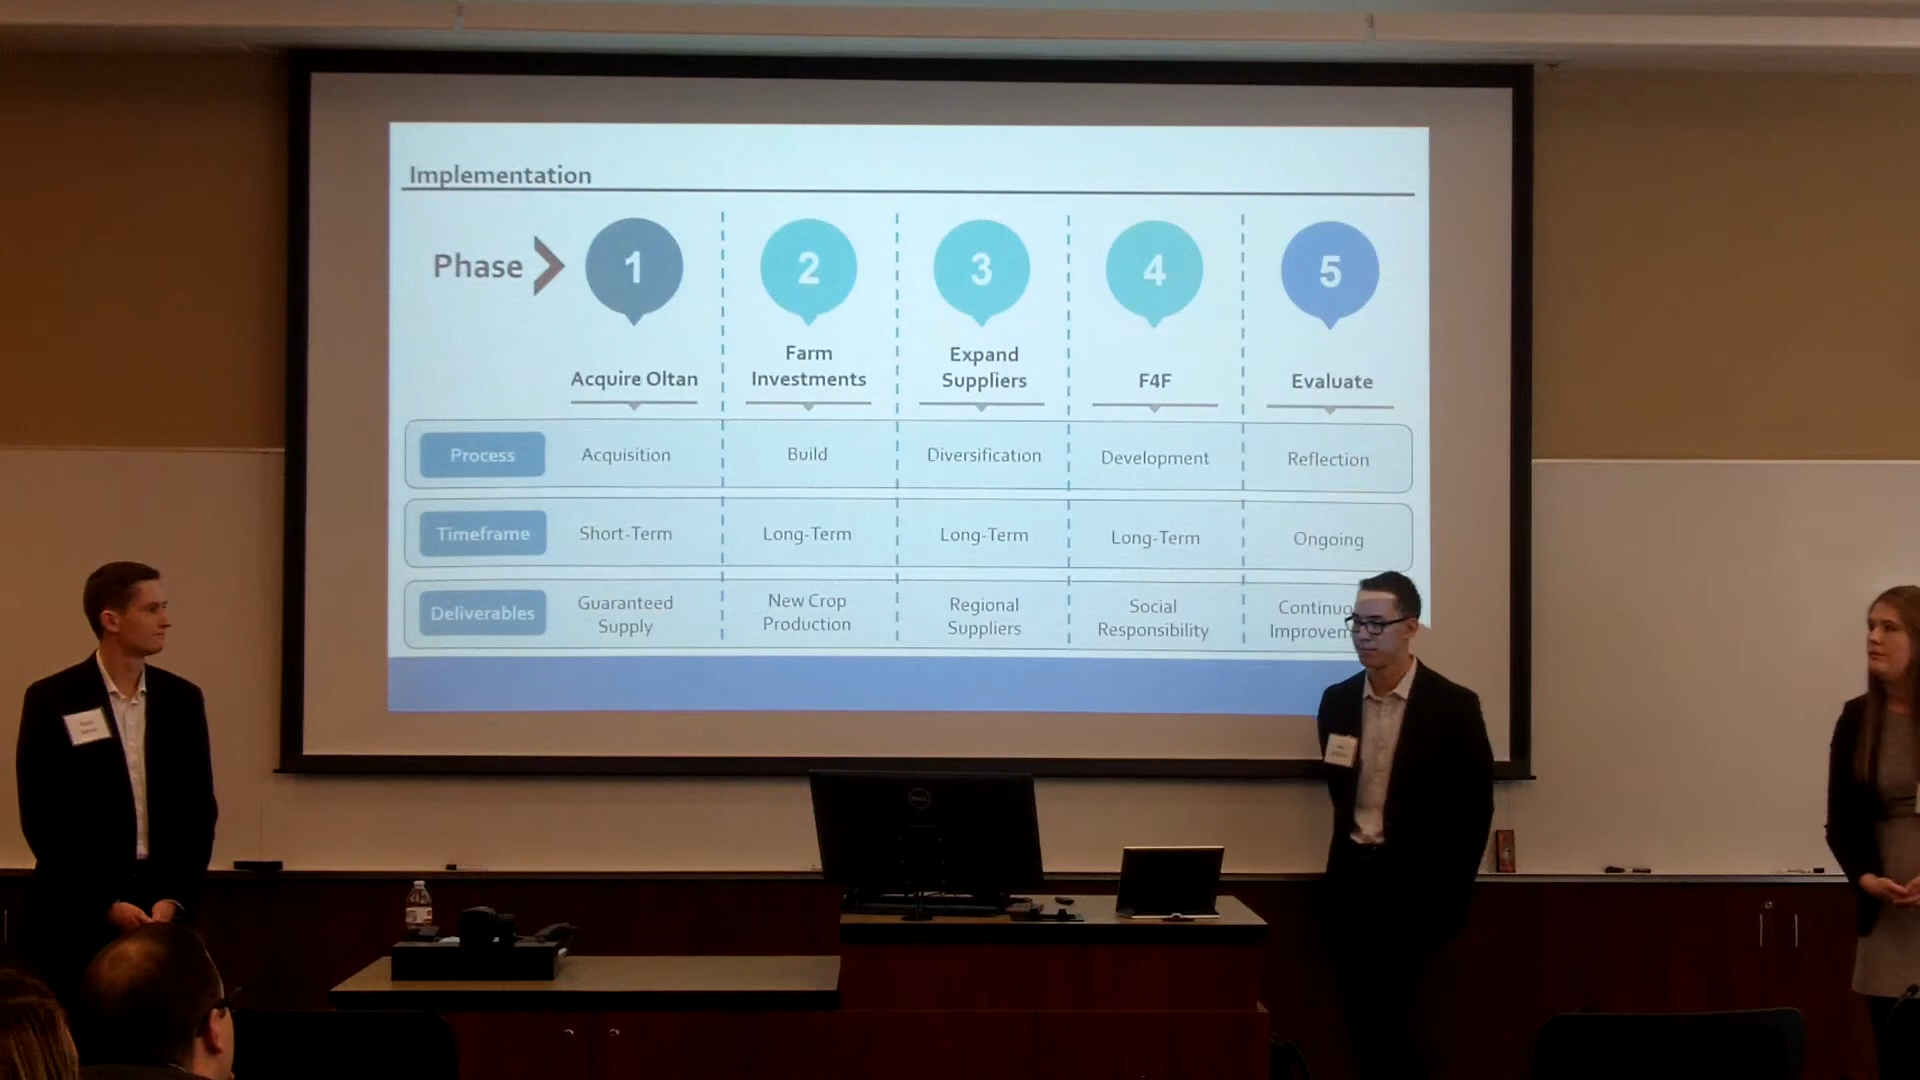 Implementation
Phase
1
2
3
4
5
Acquire Oltan
Farm
Investments
Expand
Suppliers
F4F
Evaluate
Process
Acquisition
Build
Diversification
Development
Reflection
Timeframe
Short-Term
Long-Term
Long-Term
Long-Term
Ongoing
Deliverables
Guaranteed
Supply
New Crop
Production
Regional
Suppliers
Social
Responsibility
DELL